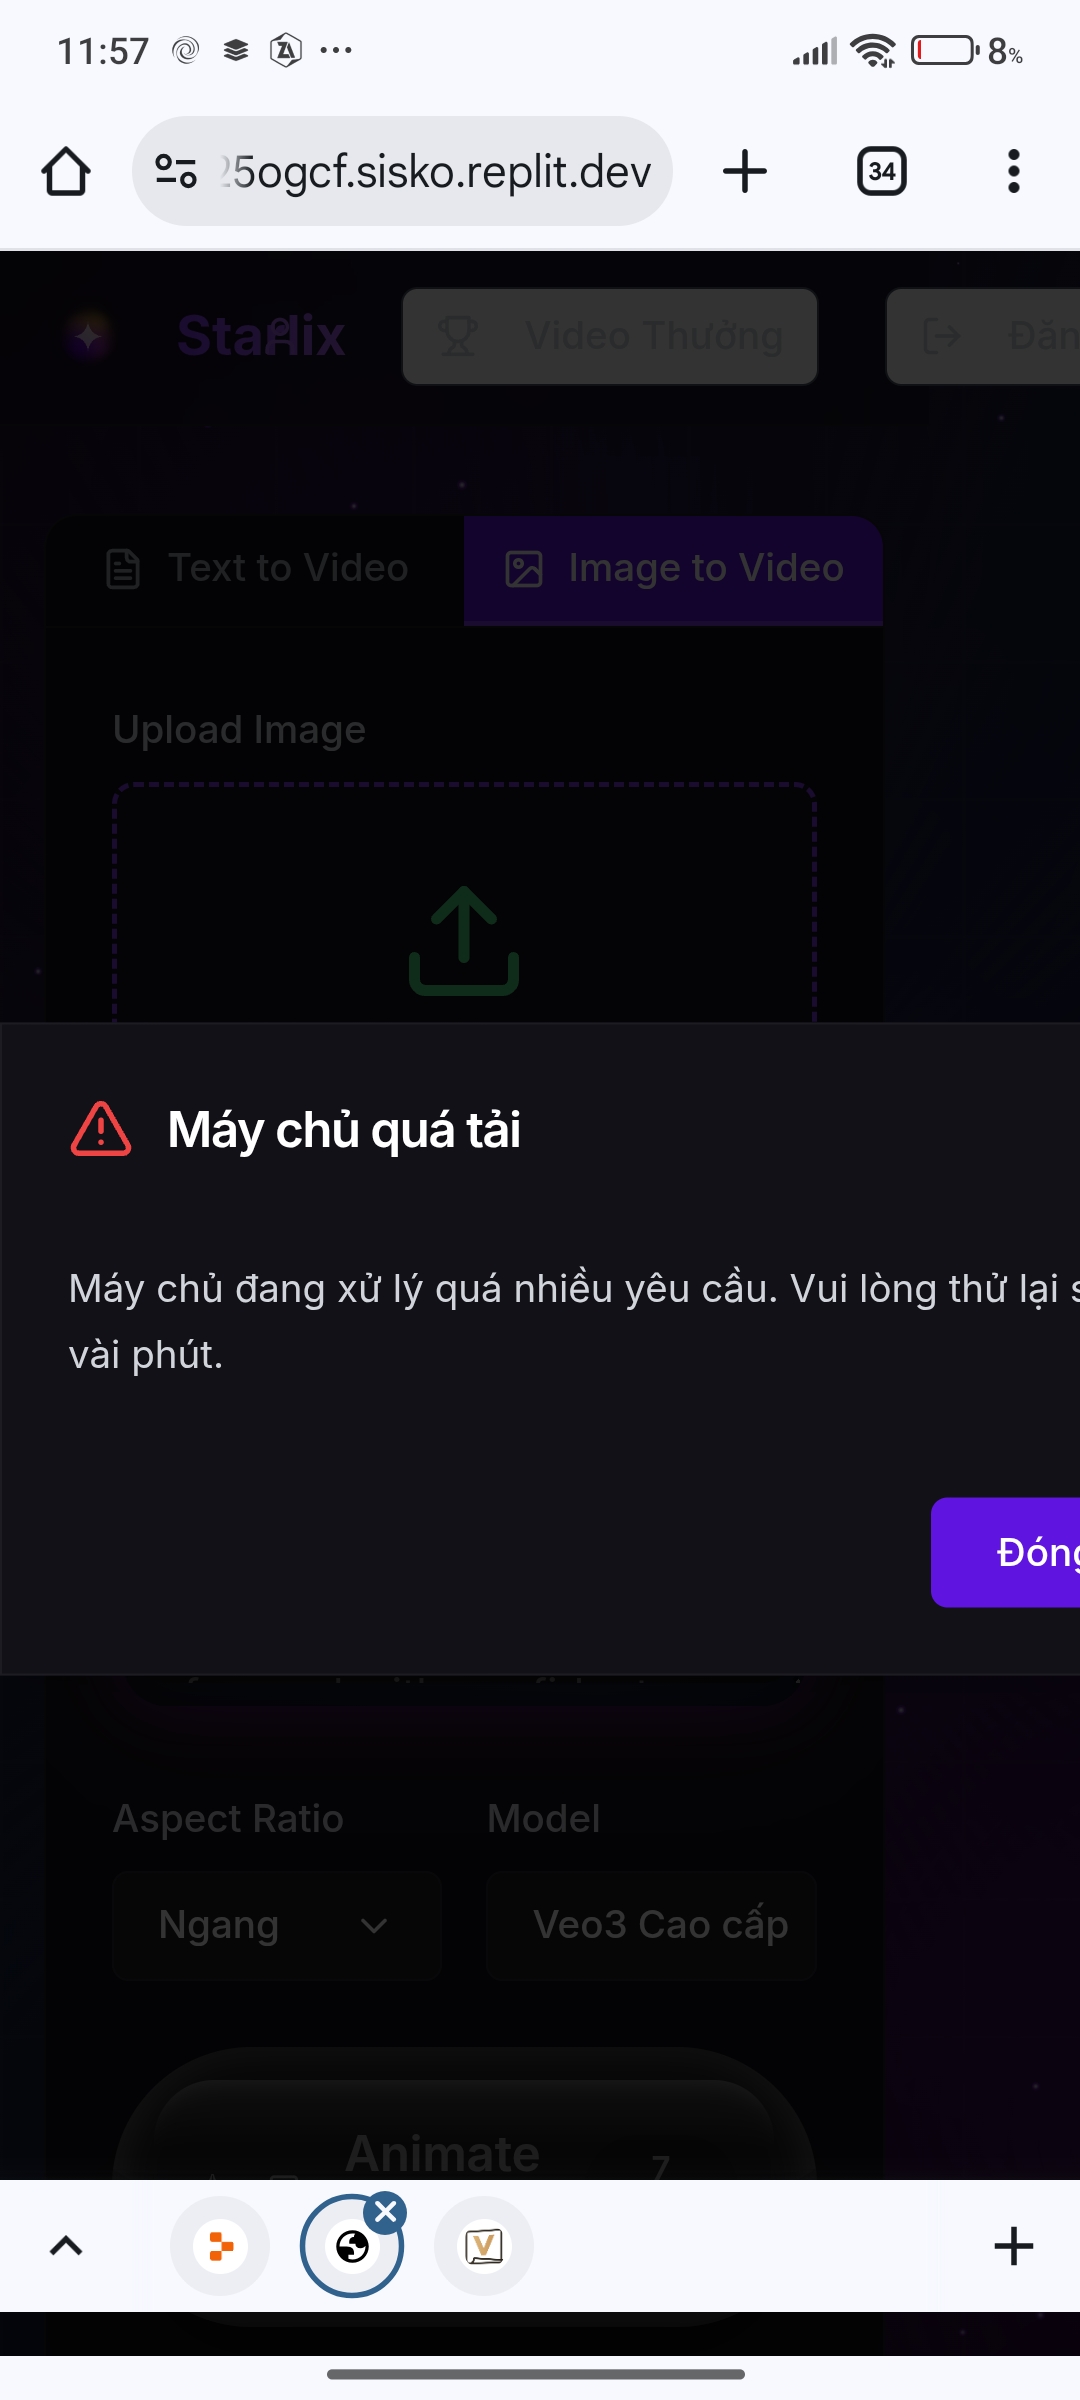 11:57
8%
25ogcf.sisko.replit.dev
34
Starlix
Video Thưởng
Đăn
Text to Video
Image to Video
Upload Image
Máy chủ quá tải
Máy chủ đang xử lý quá nhiều yêu cầu. Vui lòng thử lại s
vài phút.
Đóng
Aspect Ratio
Model
Ngang
Veo3 Cao cấp
Animate
7